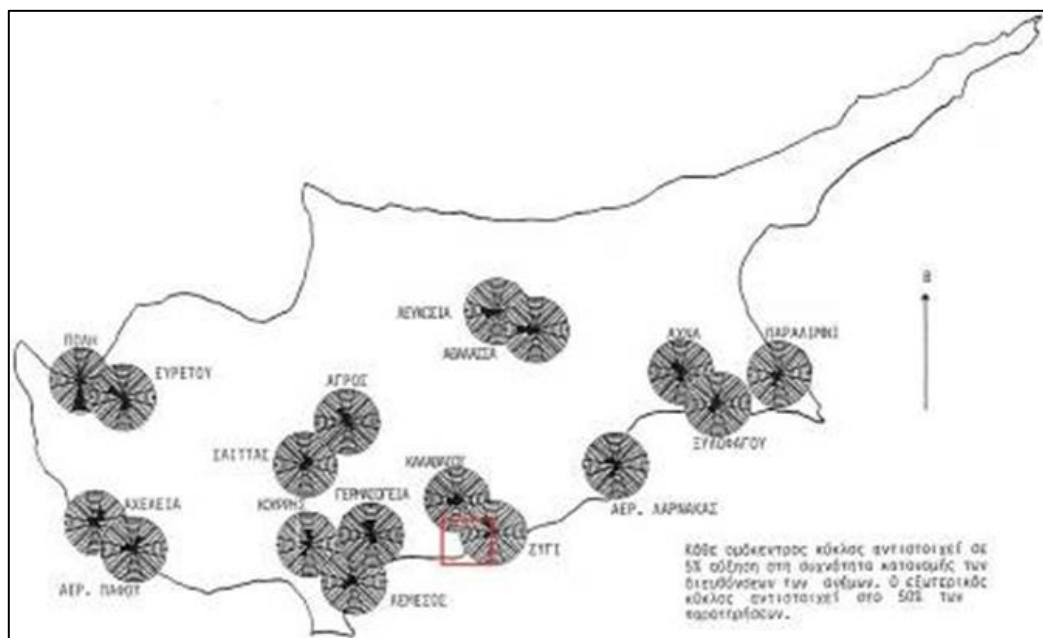 Β
ΛΕΥΚΩΣΙΑ
ΑΘΑΛΑΣΣΑ
ΑΧΝΑ
ΠΑΡΑΛΙΜΝΙ
ΠΟΛΗ
ΕΥΡΕΤΟΥ
ΑΓΡΟΣ
ΞΥΛΟΦΑΓΟΥ
ΣΑΙΤΤΑΣ
ΚΑΛΑΒΑΣΟΣ
ΓΕΡΜΑΣΟΓΕΙΑ
ΑΧΕΛΕΙΑ
ΚΟΥΡΡΗΣ
ΑΕΡ. ΛΑΡΝΑΚΑΣ
ΖΥΓΙ
ΑΕΡ. ΠΑΦΟΥ
ΛΕΜΕΣΟΣ
Κάθε ομόκεντρος κύκλος αντιστοιχεί σε
5% αύξηση στη συχνότητα κατανομής των
διευθύνσεων των ανέμων. Ο εξωτερικός
κύκλος αντιστοιχεί στο 50% των
παρατηρήσεων.